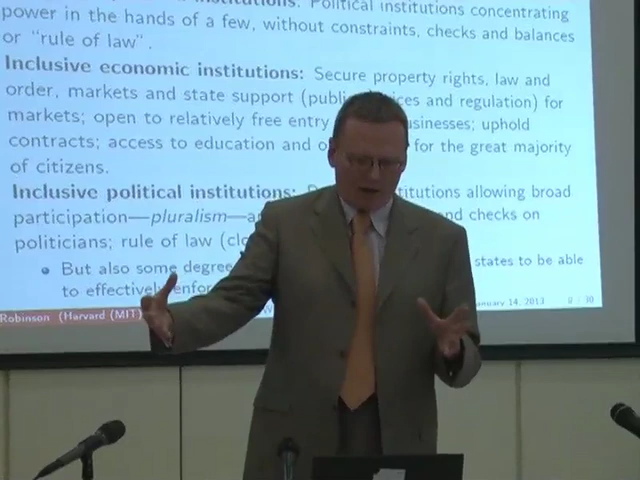 institutions: Political institutions concentrating
power in the hands of a few, without constraints, checks and balances
or "rule of law".
Inclusive economic institutions: Secure property rights, law and
order, markets and state support (public and regulation) for
markets; open to relatively free entry businesses; uphold
contracts; access to education and for the great majority
of citizens.
Inclusive political institutions:
participation—pluralism— and checks on
politicians; rule of law
But also some degree states to be able
to effectively
Robinson (Harvard (MIT) January 14, 2013 / 30